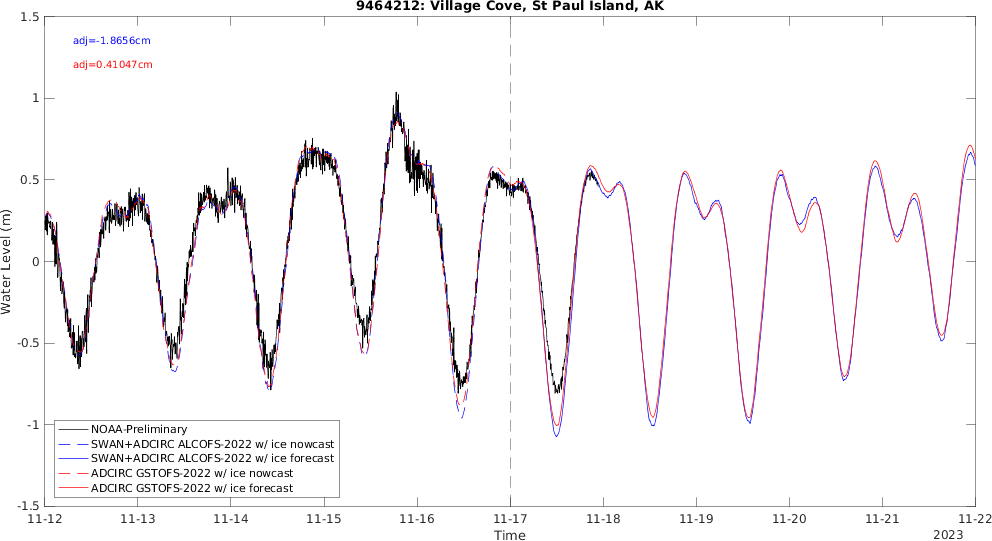 9464212: Village Cove, St Paul Island, AK
adj=-1.8656cm
adj=0.41047cm
Water Level (m)
1.5
1
0.5
0
-0.5
-1
-1.5
NOAA-Preliminary
SWAN+ADCIRC ALCOFS-2022 w/ ice nowcast
SWAN+ADCIRC ALCOFS-2022 w/ ice forecast
ADCIRC GSTOFS-2022 w/ ice nowcast
ADCIRC GSTOFS-2022 w/ ice forecast
11-12 11-13 11-14 11-15 11-16 11-17 11-18 11-19 11-20 11-21 11-22
Time
2023